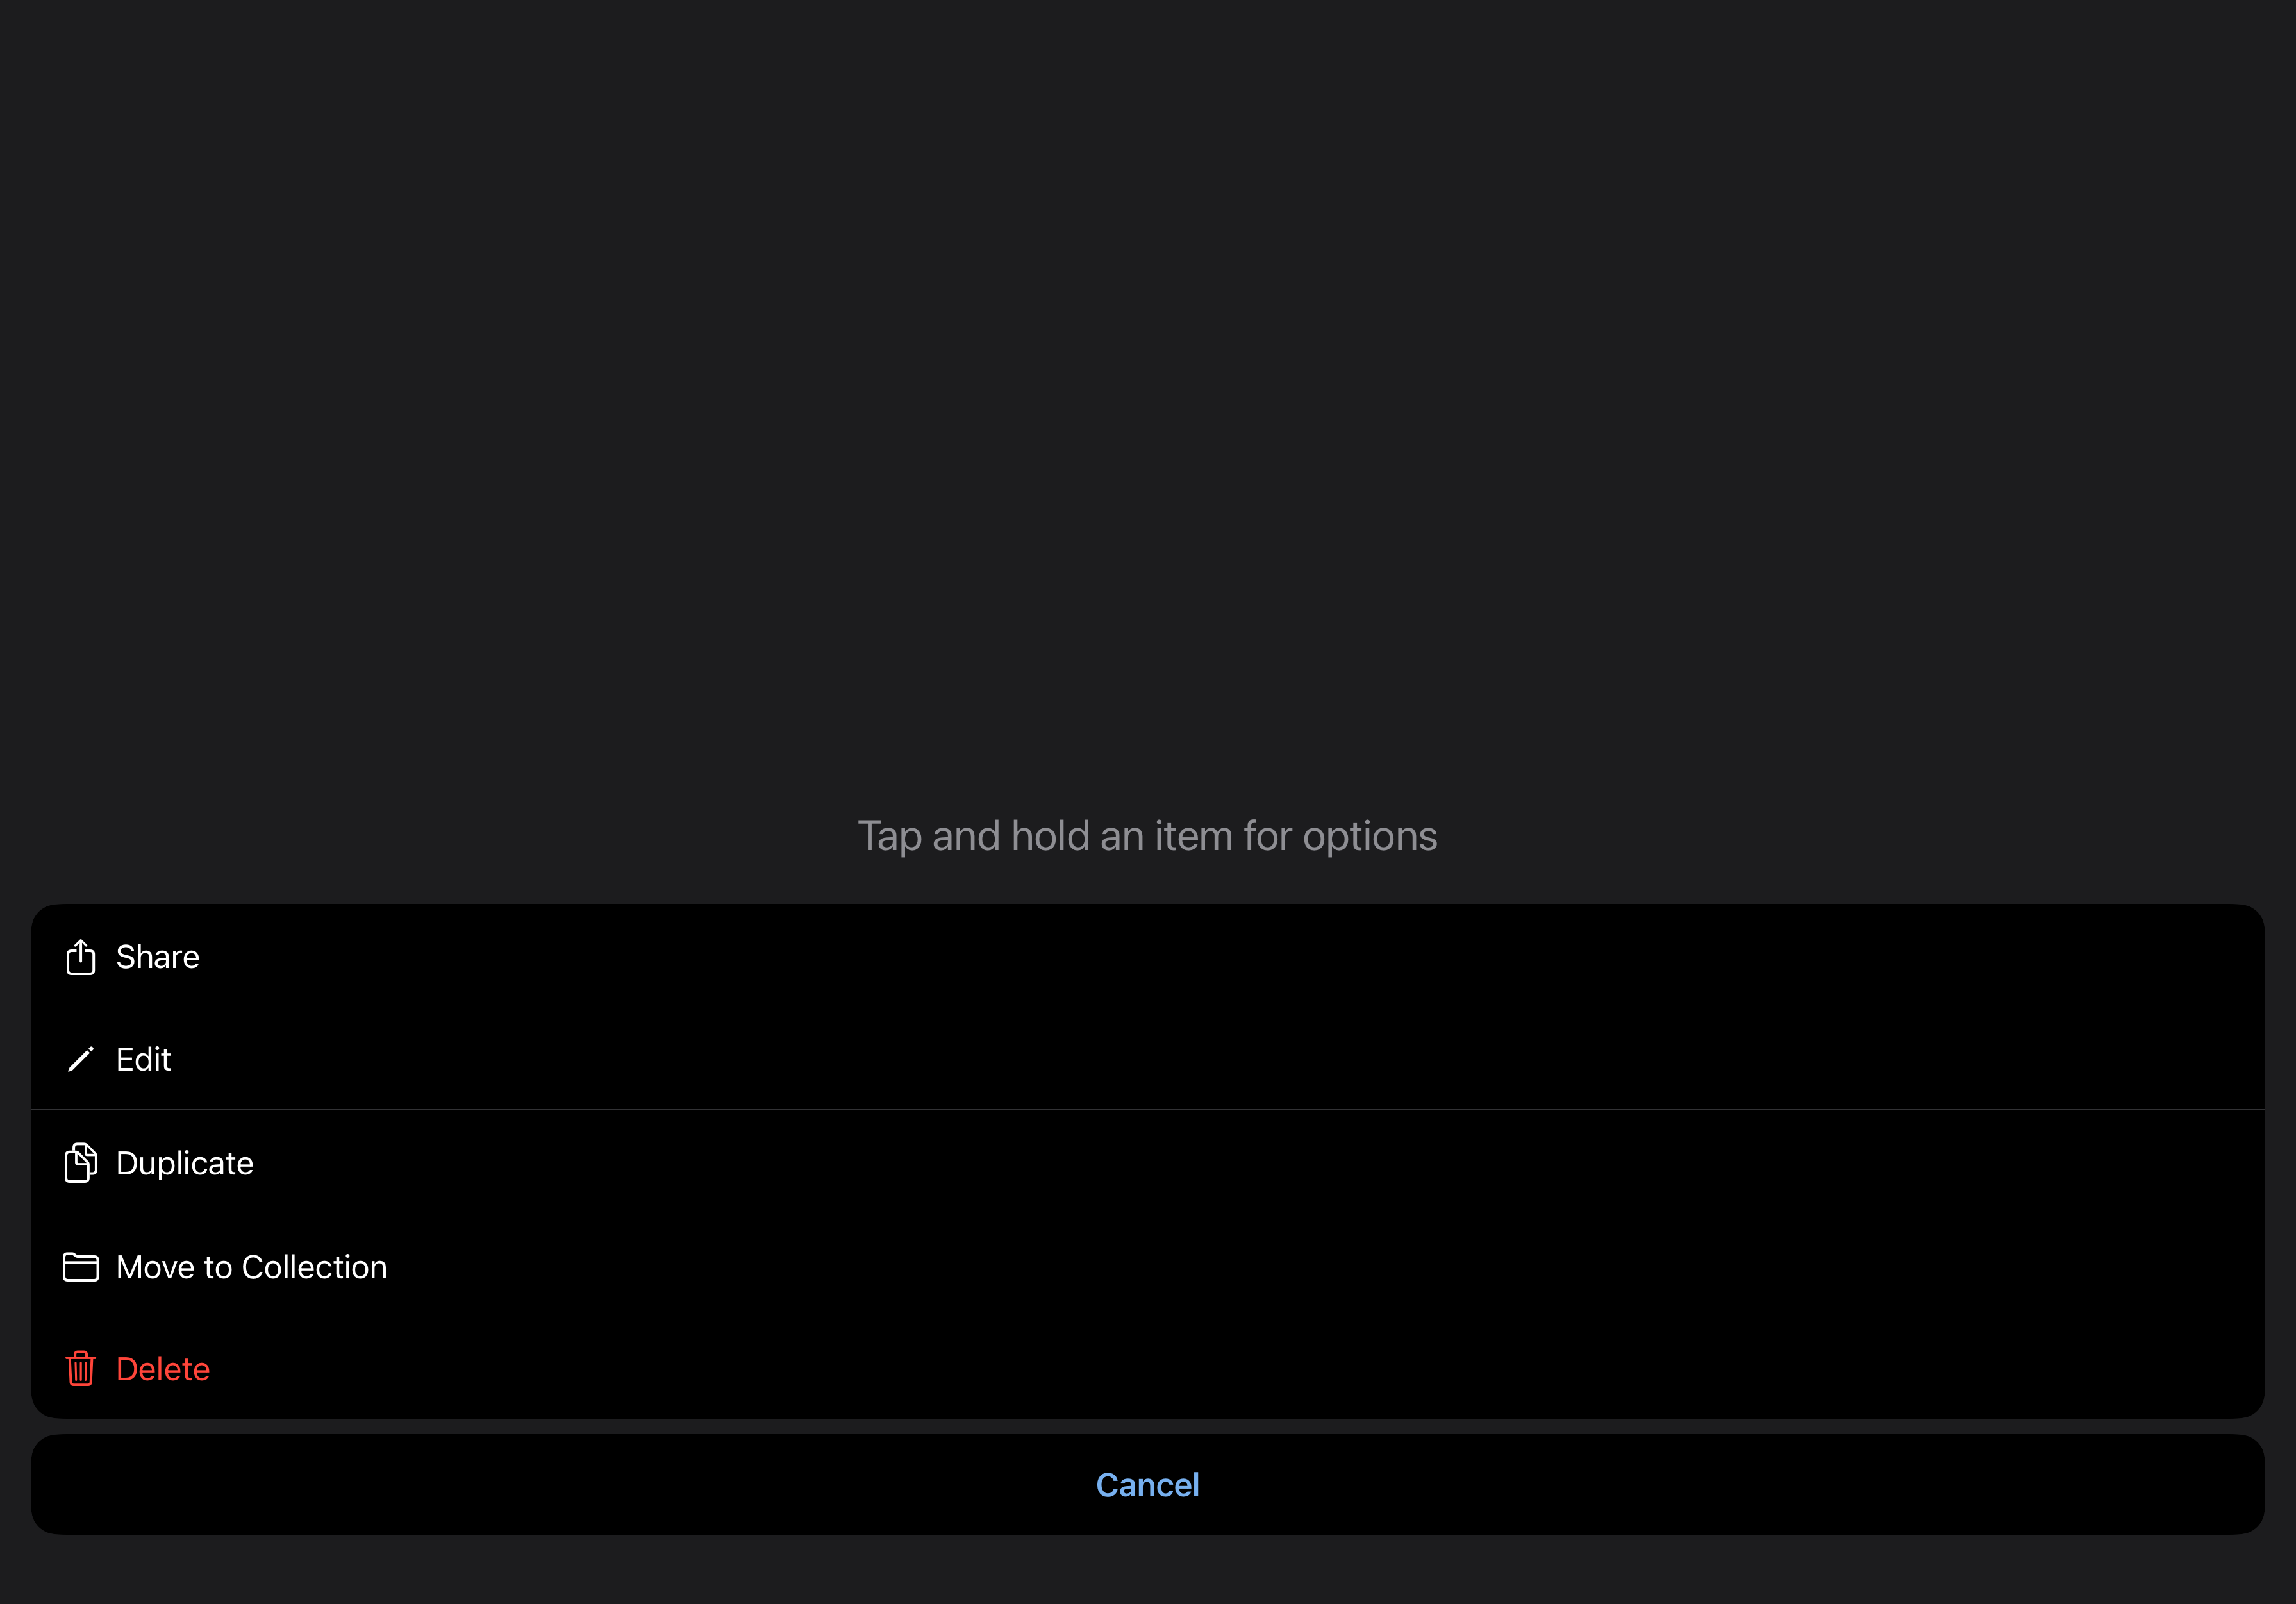 Tap and hold an item for options
Share
Edit
Duplicate
Move to Collection
Delete
Cancel